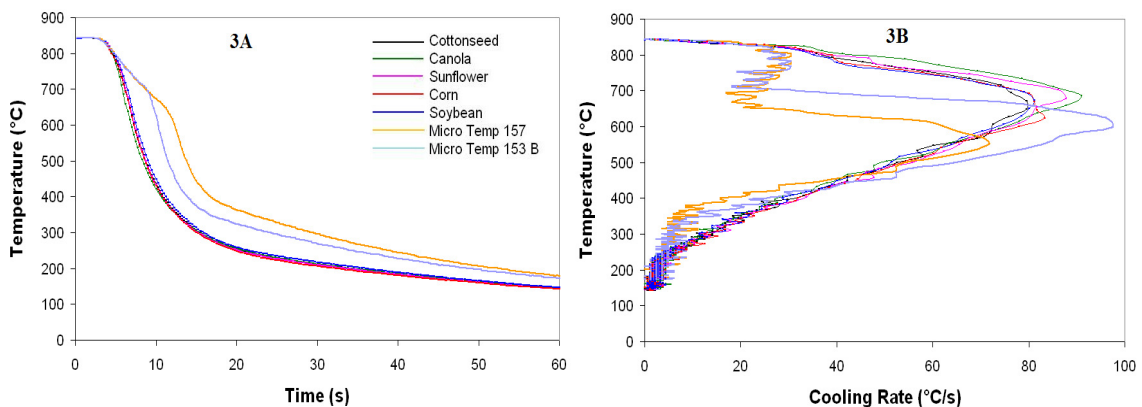 3A
900
800
700
600
500
400
300
200
100
0
Temperature (°C)
0 10 20 30 40 50 60
Time (s)
Cottonseed
Canola
Sunflower
Corn
Soybean
Micro Temp 157
Micro Temp 153 B
3B
900
800
700
600
500
400
300
200
100
0
Temperature (°C)
0 20 40 60 80 100
Cooling Rate (°C/s)